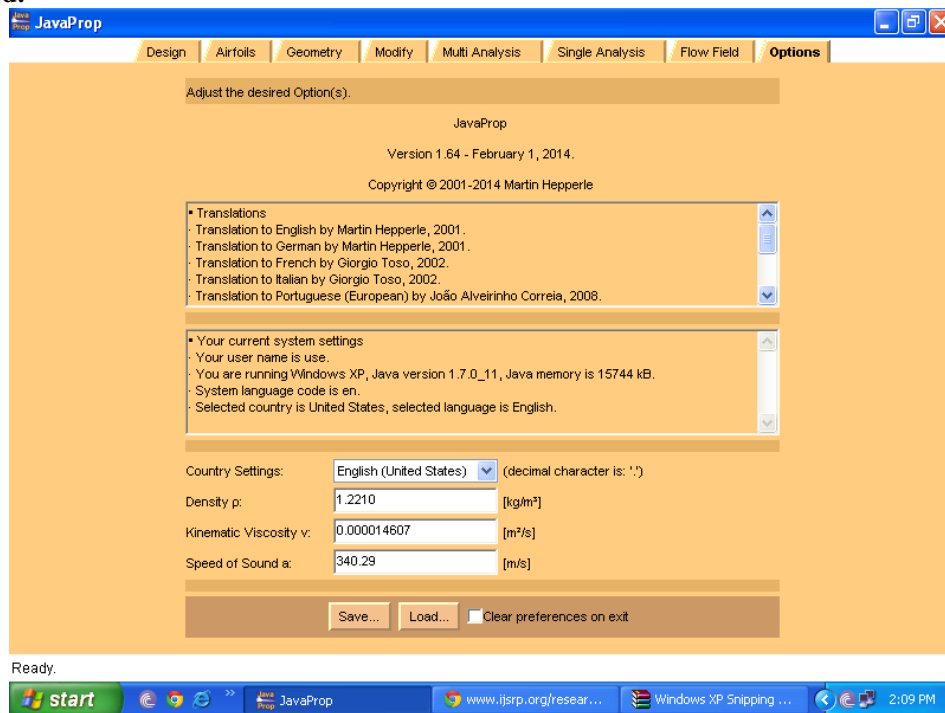 JavaProp
Design Airfoils Geometry Modify Multi Analysis Single Analysis Flow Field Options
Adjust the desired Option(s).
JavaProp
Version 1.64 - February 1, 2014.
Copyright © 2001-2014 Martin Hepperle
▪ Translations
· Translation to English by Martin Hepperle, 2001.
· Translation to German by Martin Hepperle, 2001.
· Translation to French by Giorgio Toso, 2002.
· Translation to Italian by Giorgio Toso, 2002.
· Translation to Portuguese (European) by João Alveirinho Correia, 2008.
▪ Your current system settings
· Your user name is use.
· You are running Windows XP, Java version 1.7.0_11, Java memory is 15744 kB.
· System language code is en.
· Selected country is United States, selected language is English.
Country Settings: English (United States) (decimal character is: '.')
Density ρ: 1.2210 [kg/m³]
Kinematic Viscosity ν: 0.000014607 [m²/s]
Speed of Sound a: 340.29 [m/s]
Save... Load... Clear preferences on exit
Ready.
start JavaProp www.ijsrp.org/resear... Windows XP Snipping ... 2:09 PM